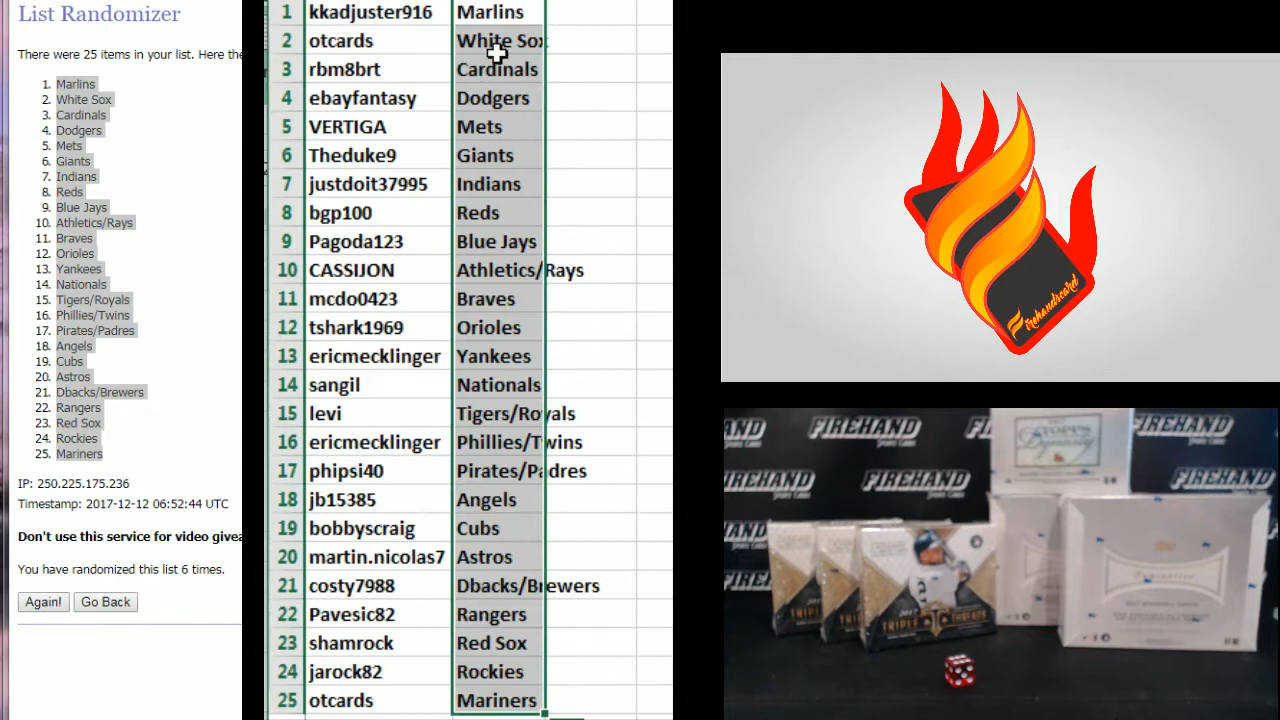 List Randomizer
There were 25 items in your list. Here the
1. Marlins
2. White Sox
3. Cardinals
4. Dodgers
5. Mets
6. Giants
7. Indians
8. Reds
9. Blue Jays
10. Athletics/Rays
11. Braves
12. Orioles
13. Yankees
14. Nationals
15. Tigers/Royals
16. Phillies/Twins
17. Pirates/Padres
18. Angels
19. Cubs
20. Astros
21. Dbacks/Brewers
22. Rangers
23. Red Sox
24. Rockies
25. Mariners
IP: 250.225.175.236
Timestamp: 2017-12-12 06:52:44 UTC
Don't use this service for video givea
You have randomized this list 6 times.
Again! Go Back
1 kkadjuster916 Marlins
2 otcards White Sox
3 rbm8brt Cardinals
4 ebayfantasy Dodgers
5 VERTIGA Mets
6 Theduke9 Giants
7 justdoit37995 Indians
8 bgp100 Reds
9 Pagoda123 Blue Jays
10 CASSIJON Athletics/Rays
11 mcdo0423 Braves
12 tshark1969 Orioles
13 ericmecklinger Yankees
14 sangil Nationals
15 levi Tigers/Royals
16 ericmecklinger Phillies/Twins
17 phipsi40 Pirates/Padres
18 jb15385 Angels
19 bobbyscraig Cubs
20 martin.nicolas7 Astros
21 costy7988 Dbacks/Brewers
22 Pavesic82 Rangers
23 shamrock Red Sox
24 jarock82 Rockies
25 otcards Mariners
firehandscard
FIREHAND
FIREHAND
FIREHAND
FIREHAND
TOPPS
Dynasty
TRIPLE THREADS